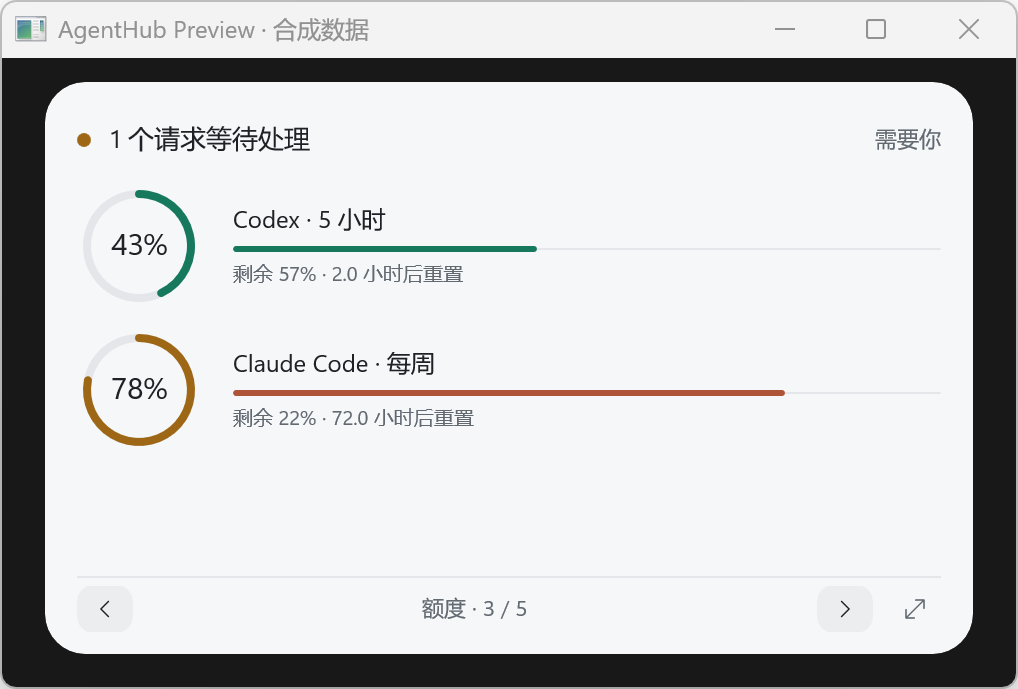 AgentHub Preview · 合成数据
1 个请求等待处理
需要你
43%
Codex · 5 小时
剩余 57% · 2.0 小时后重置
78%
Claude Code · 每周
剩余 22% · 72.0 小时后重置
额度 · 3 / 5